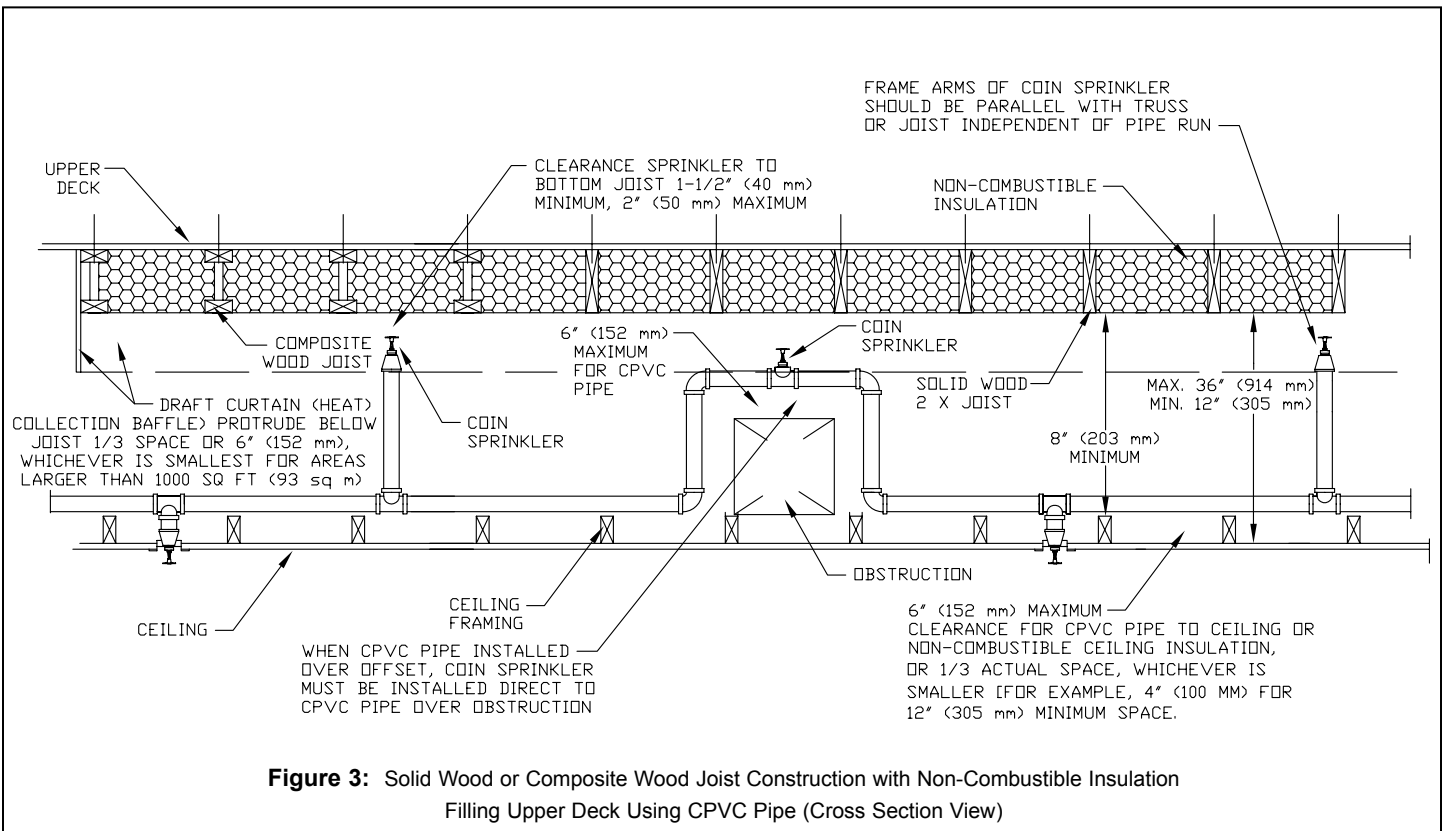 FRAME ARMS OF COIN SPRINKLER
SHOULD BE PARALLEL WITH TRUSS
OR JOIST INDEPENDENT OF PIPE RUN
UPPER
DECK
CLEARANCE SPRINKLER TO
BOTTOM JOIST 1-1/2" (40 mm)
MINIMUM, 2" (50 mm) MAXIMUM
NON-COMBUSTIBLE
INSULATION
COMPOSITE
WOOD JOIST
6" (152 mm)
MAXIMUM
FOR CPVC
PIPE
COIN
SPRINKLER
SOLID WOOD
2 X JOIST
MAX. 36" (914 mm)
MIN. 12" (305 mm)
DRAFT CURTAIN (HEAT)
COLLECTION BAFFLE) PROTRUDE BELOW
JOIST 1/3 SPACE OR 6" (152 mm),
WHICHEVER IS SMALLEST FOR AREAS
LARGER THAN 1000 SQ FT (93 sq m)
COIN
SPRINKLER
8" (203 mm)
MINIMUM
OBSTRUCTION
CEILING
CEILING
FRAMING
WHEN CPVC PIPE INSTALLED
OVER OFFSET, COIN SPRINKLER
MUST BE INSTALLED DIRECT TO
CPVC PIPE OVER OBSTRUCTION
6" (152 mm) MAXIMUM
CLEARANCE FOR CPVC PIPE TO CEILING OR
NON-COMBUSTIBLE CEILING INSULATION,
OR 1/3 ACTUAL SPACE, WHICHEVER IS
SMALLER [FOR EXAMPLE, 4" (100 MM) FOR
12" (305 mm) MINIMUM SPACE.
Figure 3: Solid Wood or Composite Wood Joist Construction with Non-Combustible Insulation
Filling Upper Deck Using CPVC Pipe (Cross Section View)